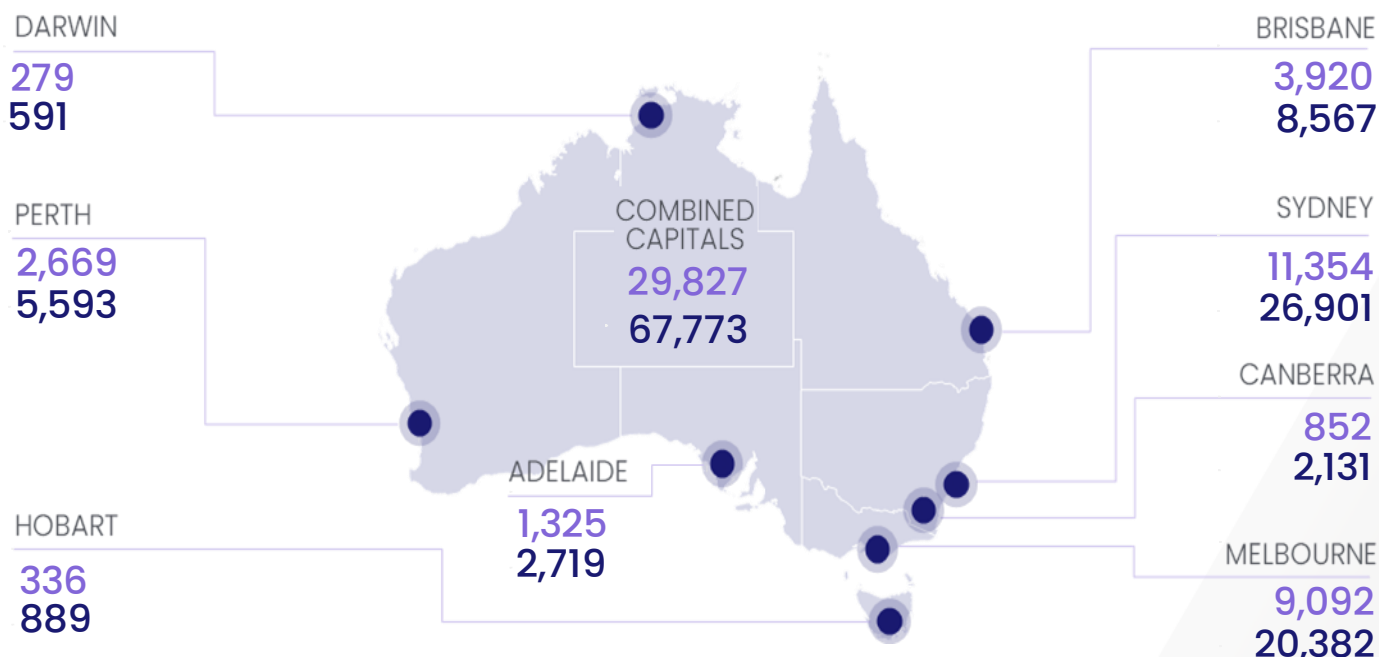 DARWIN
279
591
PERTH
2,669
5,593
HOBART
336
889
COMBINED
CAPITALS
29,827
67,773
ADELAIDE
1,325
2,719
BRISBANE
3,920
8,567
SYDNEY
11,354
26,901
CANBERRA
852
2,131
MELBOURNE
9,092
20,382